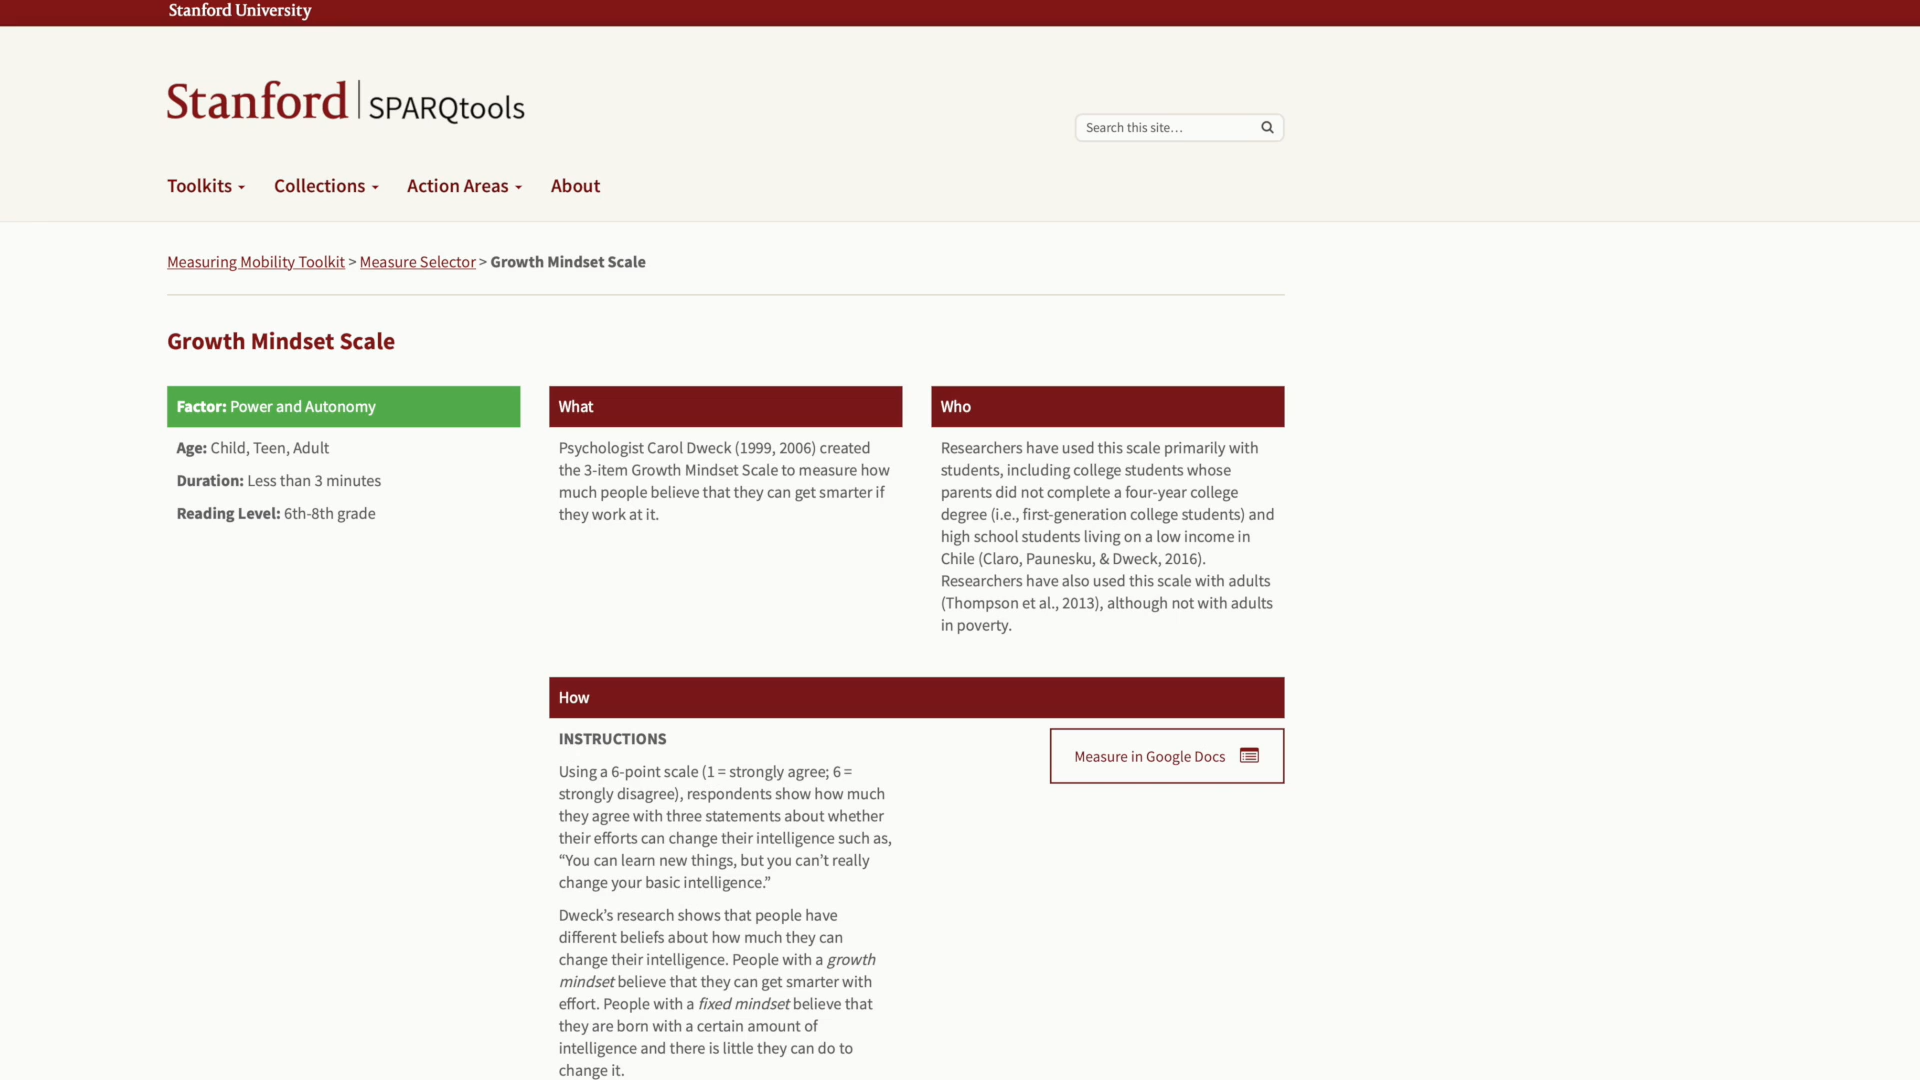 Stanford University
Stanford | SPARQtools
Search this site...
Toolkits
Collections
Action Areas
About
Measuring Mobility Toolkit > Measure Selector > Growth Mindset Scale
Growth Mindset Scale
Factor: Power and Autonomy
Age: Child, Teen, Adult
Duration: Less than 3 minutes
Reading Level: 6th-8th grade
What
Psychologist Carol Dweck (1999, 2006) created
the 3-item Growth Mindset Scale to measure how
much people believe that they can get smarter if
they work at it.
Who
Researchers have used this scale primarily with
students, including college students whose
parents did not complete a four-year college
degree (i.e., first-generation college students) and
high school students living on a low income in
Chile (Claro, Paunesku, & Dweck, 2016).
Researchers have also used this scale with adults
(Thompson et al., 2013), although not with adults
in poverty.
How
INSTRUCTIONS
Using a 6-point scale (1 = strongly agree; 6 =
strongly disagree), respondents show how much
they agree with three statements about whether
their efforts can change their intelligence such as,
“You can learn new things, but you can’t really
change your basic intelligence.”
Dweck’s research shows that people have
different beliefs about how much they can
change their intelligence. People with a growth
mindset believe that they can get smarter with
effort. People with a fixed mindset believe that
they are born with a certain amount of
intelligence and there is little they can do to
change it.
Measure in Google Docs